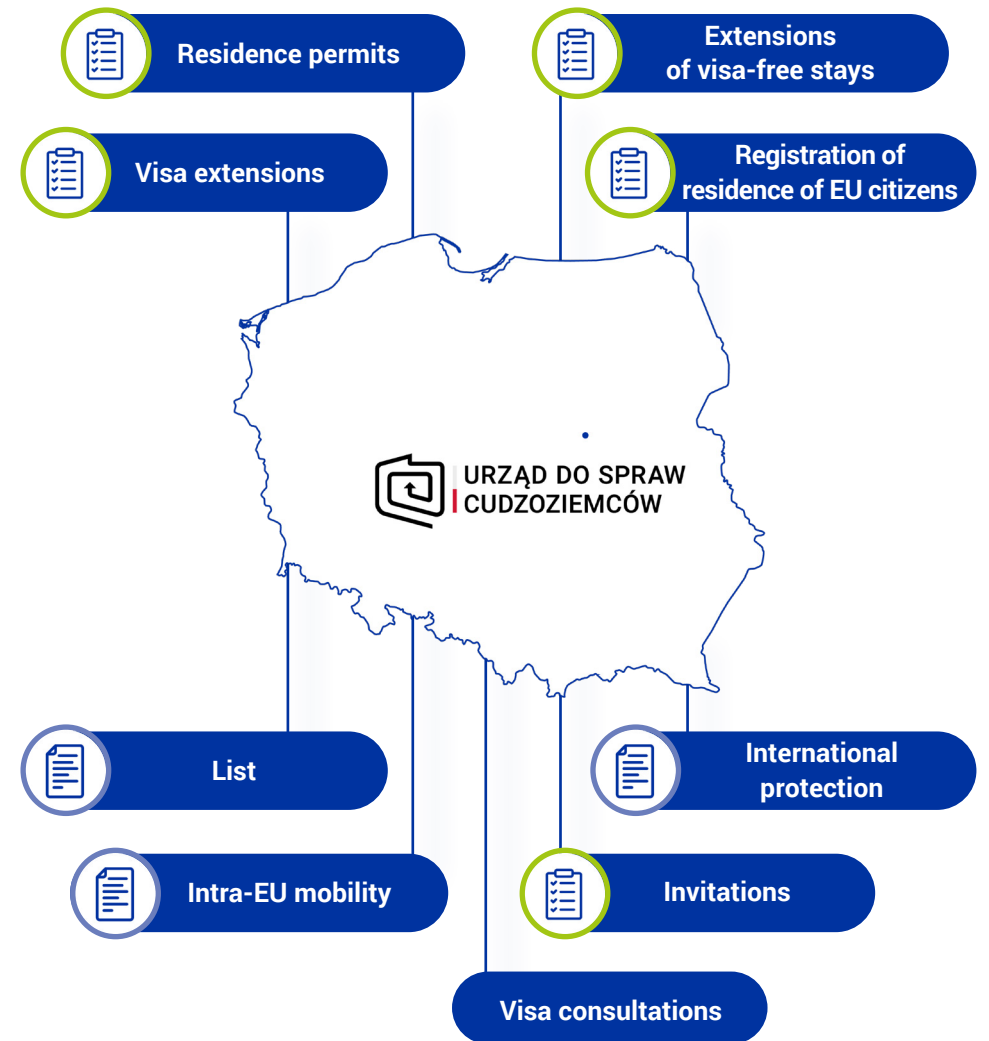 Residence permits
Extensions
of visa-free stays
Visa extensions
Registration of
residence of EU citizens
URZĄD DO SPRAW
CUDZOZIEMCÓW
List
International
protection
Intra-EU mobility
Invitations
Visa consultations